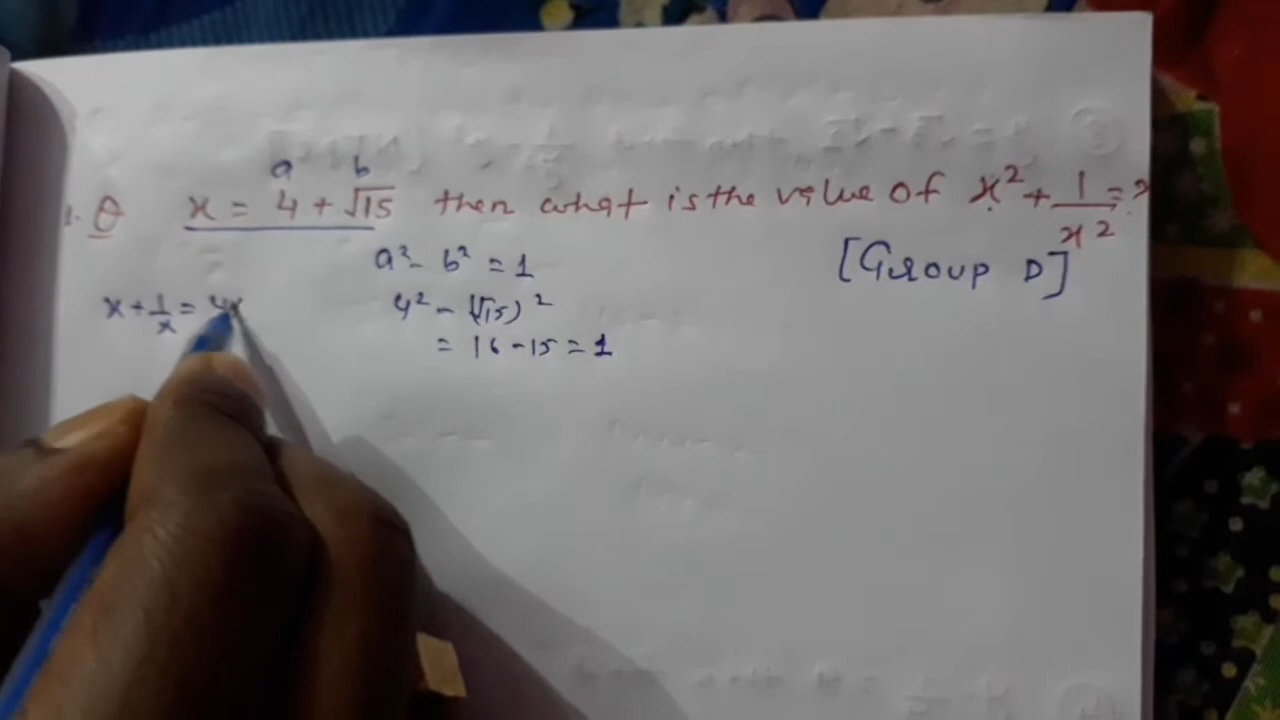 a b
1. Q x = 4 + √15 then what is the value of x² + 1/x² = ?
a² - b² = 1
[Group D]
x + 1/x = 4x
4² - (√15)²
= 16 - 15 = 1